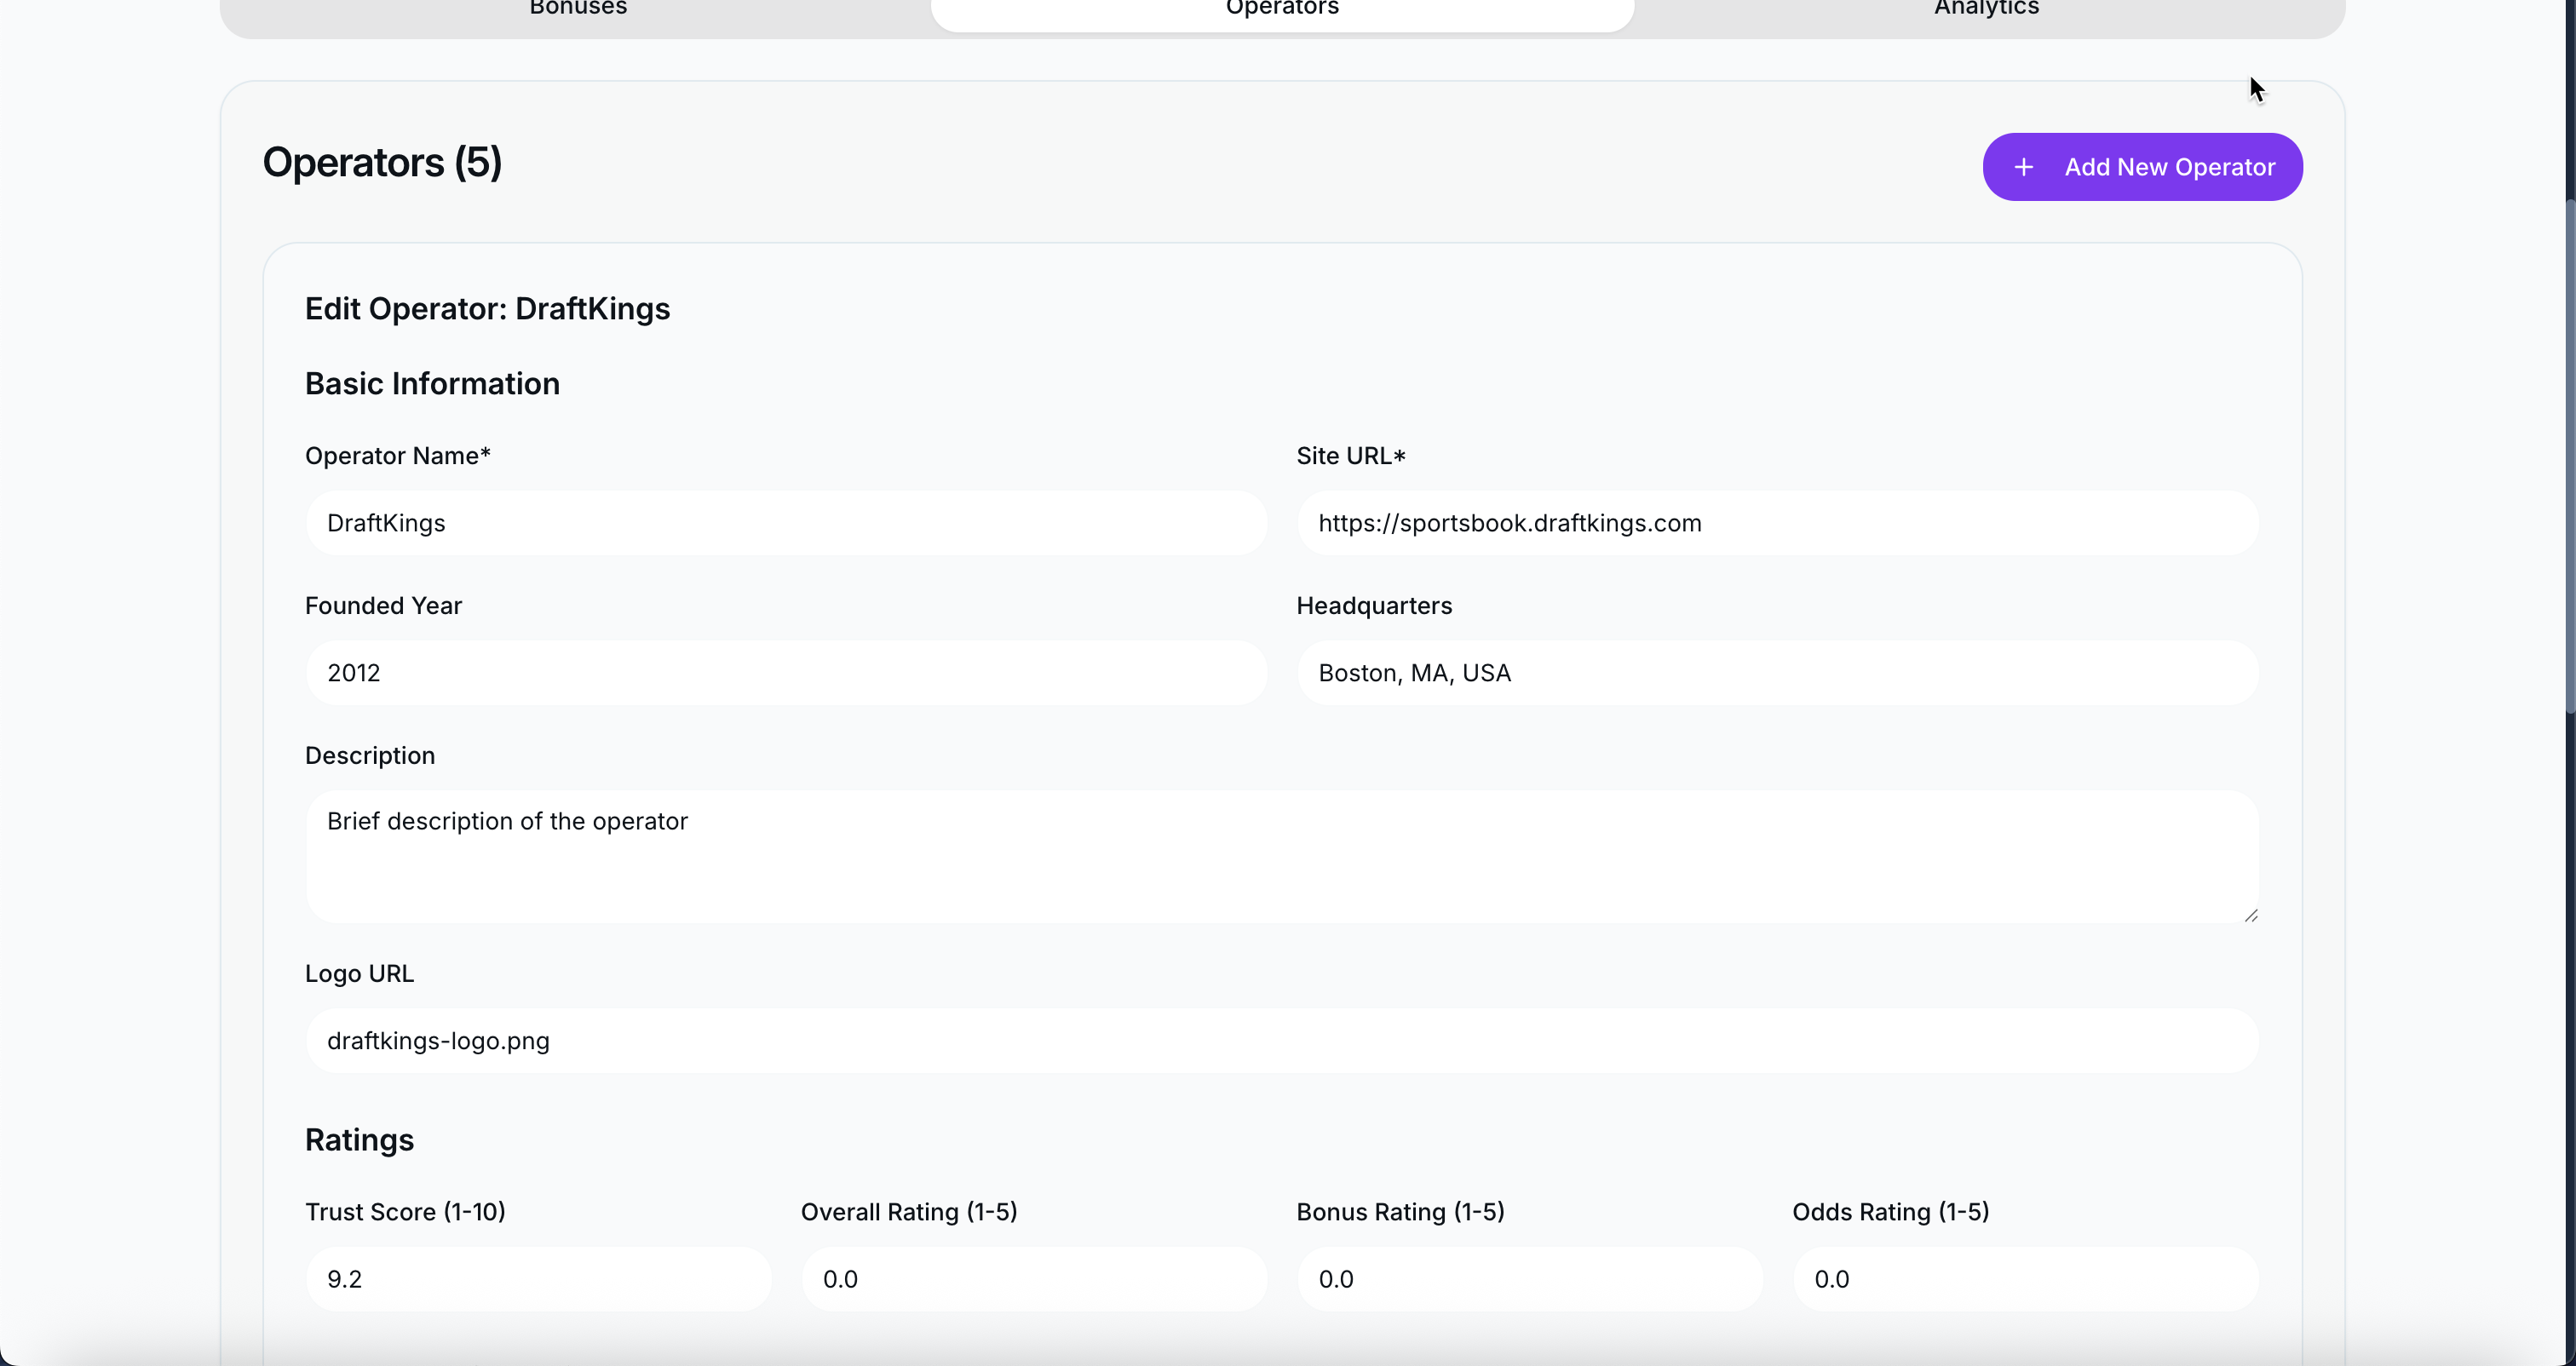 Bonuses
Operators
Analytics
Operators (5)
+ Add New Operator
Edit Operator: DraftKings
Basic Information
Operator Name*
Site URL*
DraftKings
https://sportsbook.draftkings.com
Founded Year
Headquarters
2012
Boston, MA, USA
Description
Brief description of the operator
Logo URL
draftkings-logo.png
Ratings
Trust Score (1-10)
Overall Rating (1-5)
Bonus Rating (1-5)
Odds Rating (1-5)
9.2
0.0
0.0
0.0